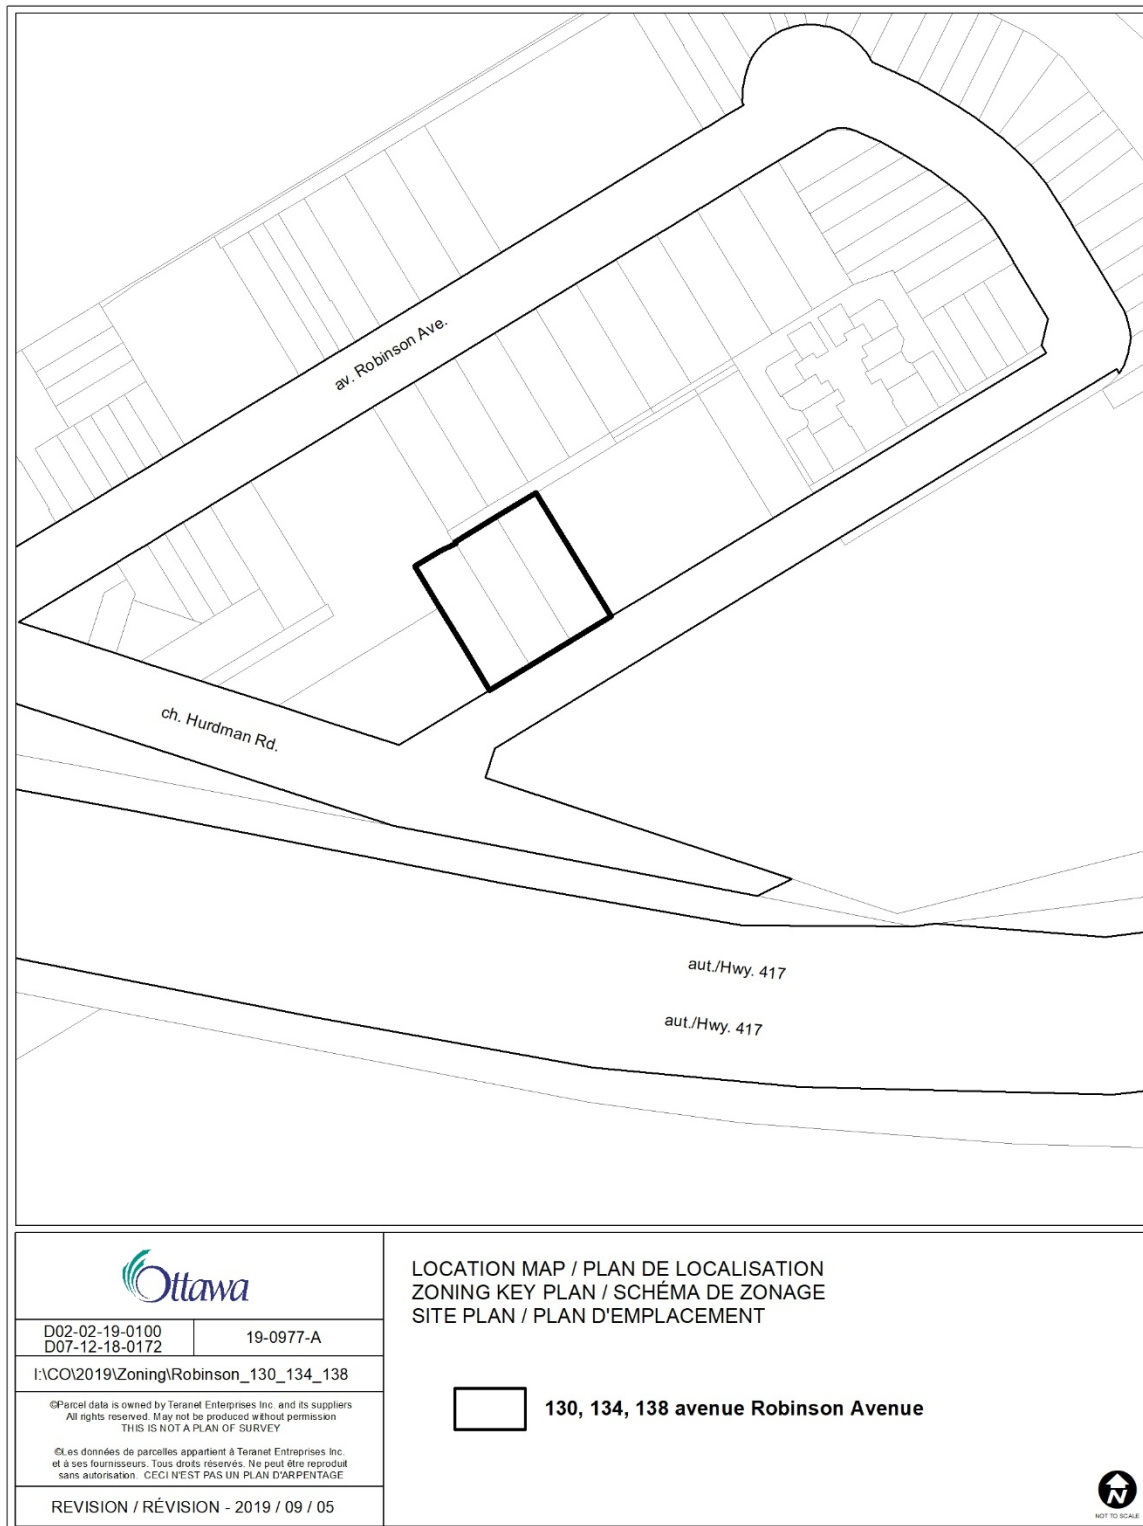 av. Robinson Ave.
ch. Hurdman Rd.
aut./Hwy. 417
aut./Hwy. 417
Ottawa
D02-02-19-0100
D07-12-18-0172
19-0977-A
I:\CO\2019\Zoning\Robinson_130_134_138
©Parcel data is owned by Teranet Enterprises Inc. and its suppliers
All rights reserved. May not be produced without permission
THIS IS NOT A PLAN OF SURVEY
©Les données de parcelles appartient à Teranet Entreprises Inc.
et à ses fournisseurs. Tous droits réservés. Ne peut être reproduit
sans autorisation. CECI N'EST PAS UN PLAN D'ARPENTAGE
REVISION / RÉVISION - 2019 / 09 / 05
LOCATION MAP / PLAN DE LOCALISATION
ZONING KEY PLAN / SCHÉMA DE ZONAGE
SITE PLAN / PLAN D'EMPLACEMENT
130, 134, 138 avenue Robinson Avenue
N
NOT TO SCALE